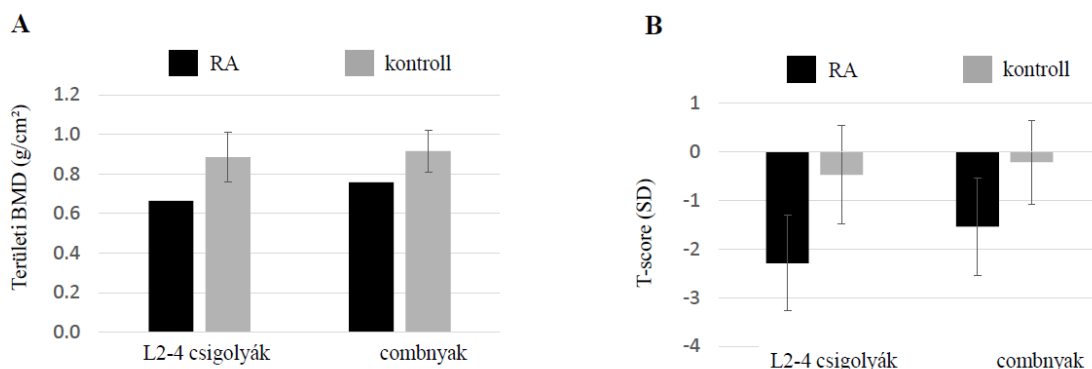 A
RA
kontroll
Területi BMD (g/cm²)
1.2
1.0
0.8
0.6
0.4
0.2
0.0
L2-4 csigolyák
combnyak
B
RA
kontroll
T-score (SD)
1
0
-1
-2
-3
-4
L2-4 csigolyák
combnyak